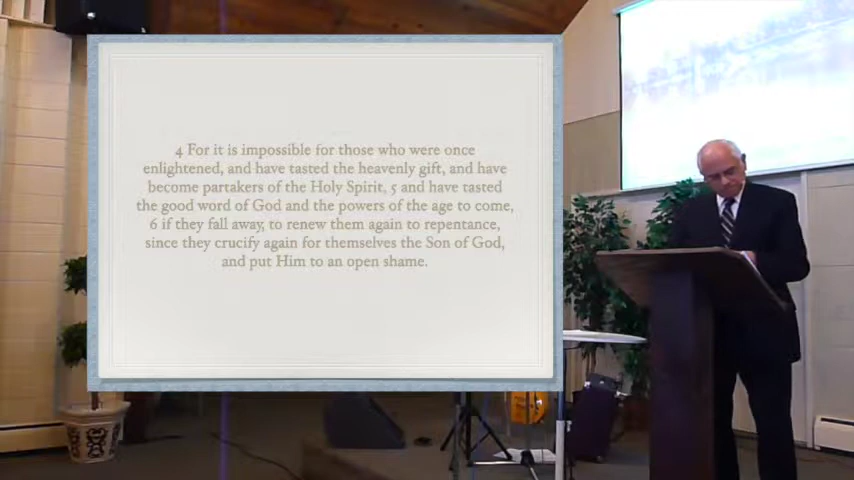 4 For it is impossible for those who were once
enlightened, and have tasted the heavenly gift, and have
become partakers of the Holy Spirit, 5 and have tasted
the good word of God and the powers of the age to come,
6 if they fall away, to renew them again to repentance,
since they crucify again for themselves the Son of God,
and put Him to an open shame.